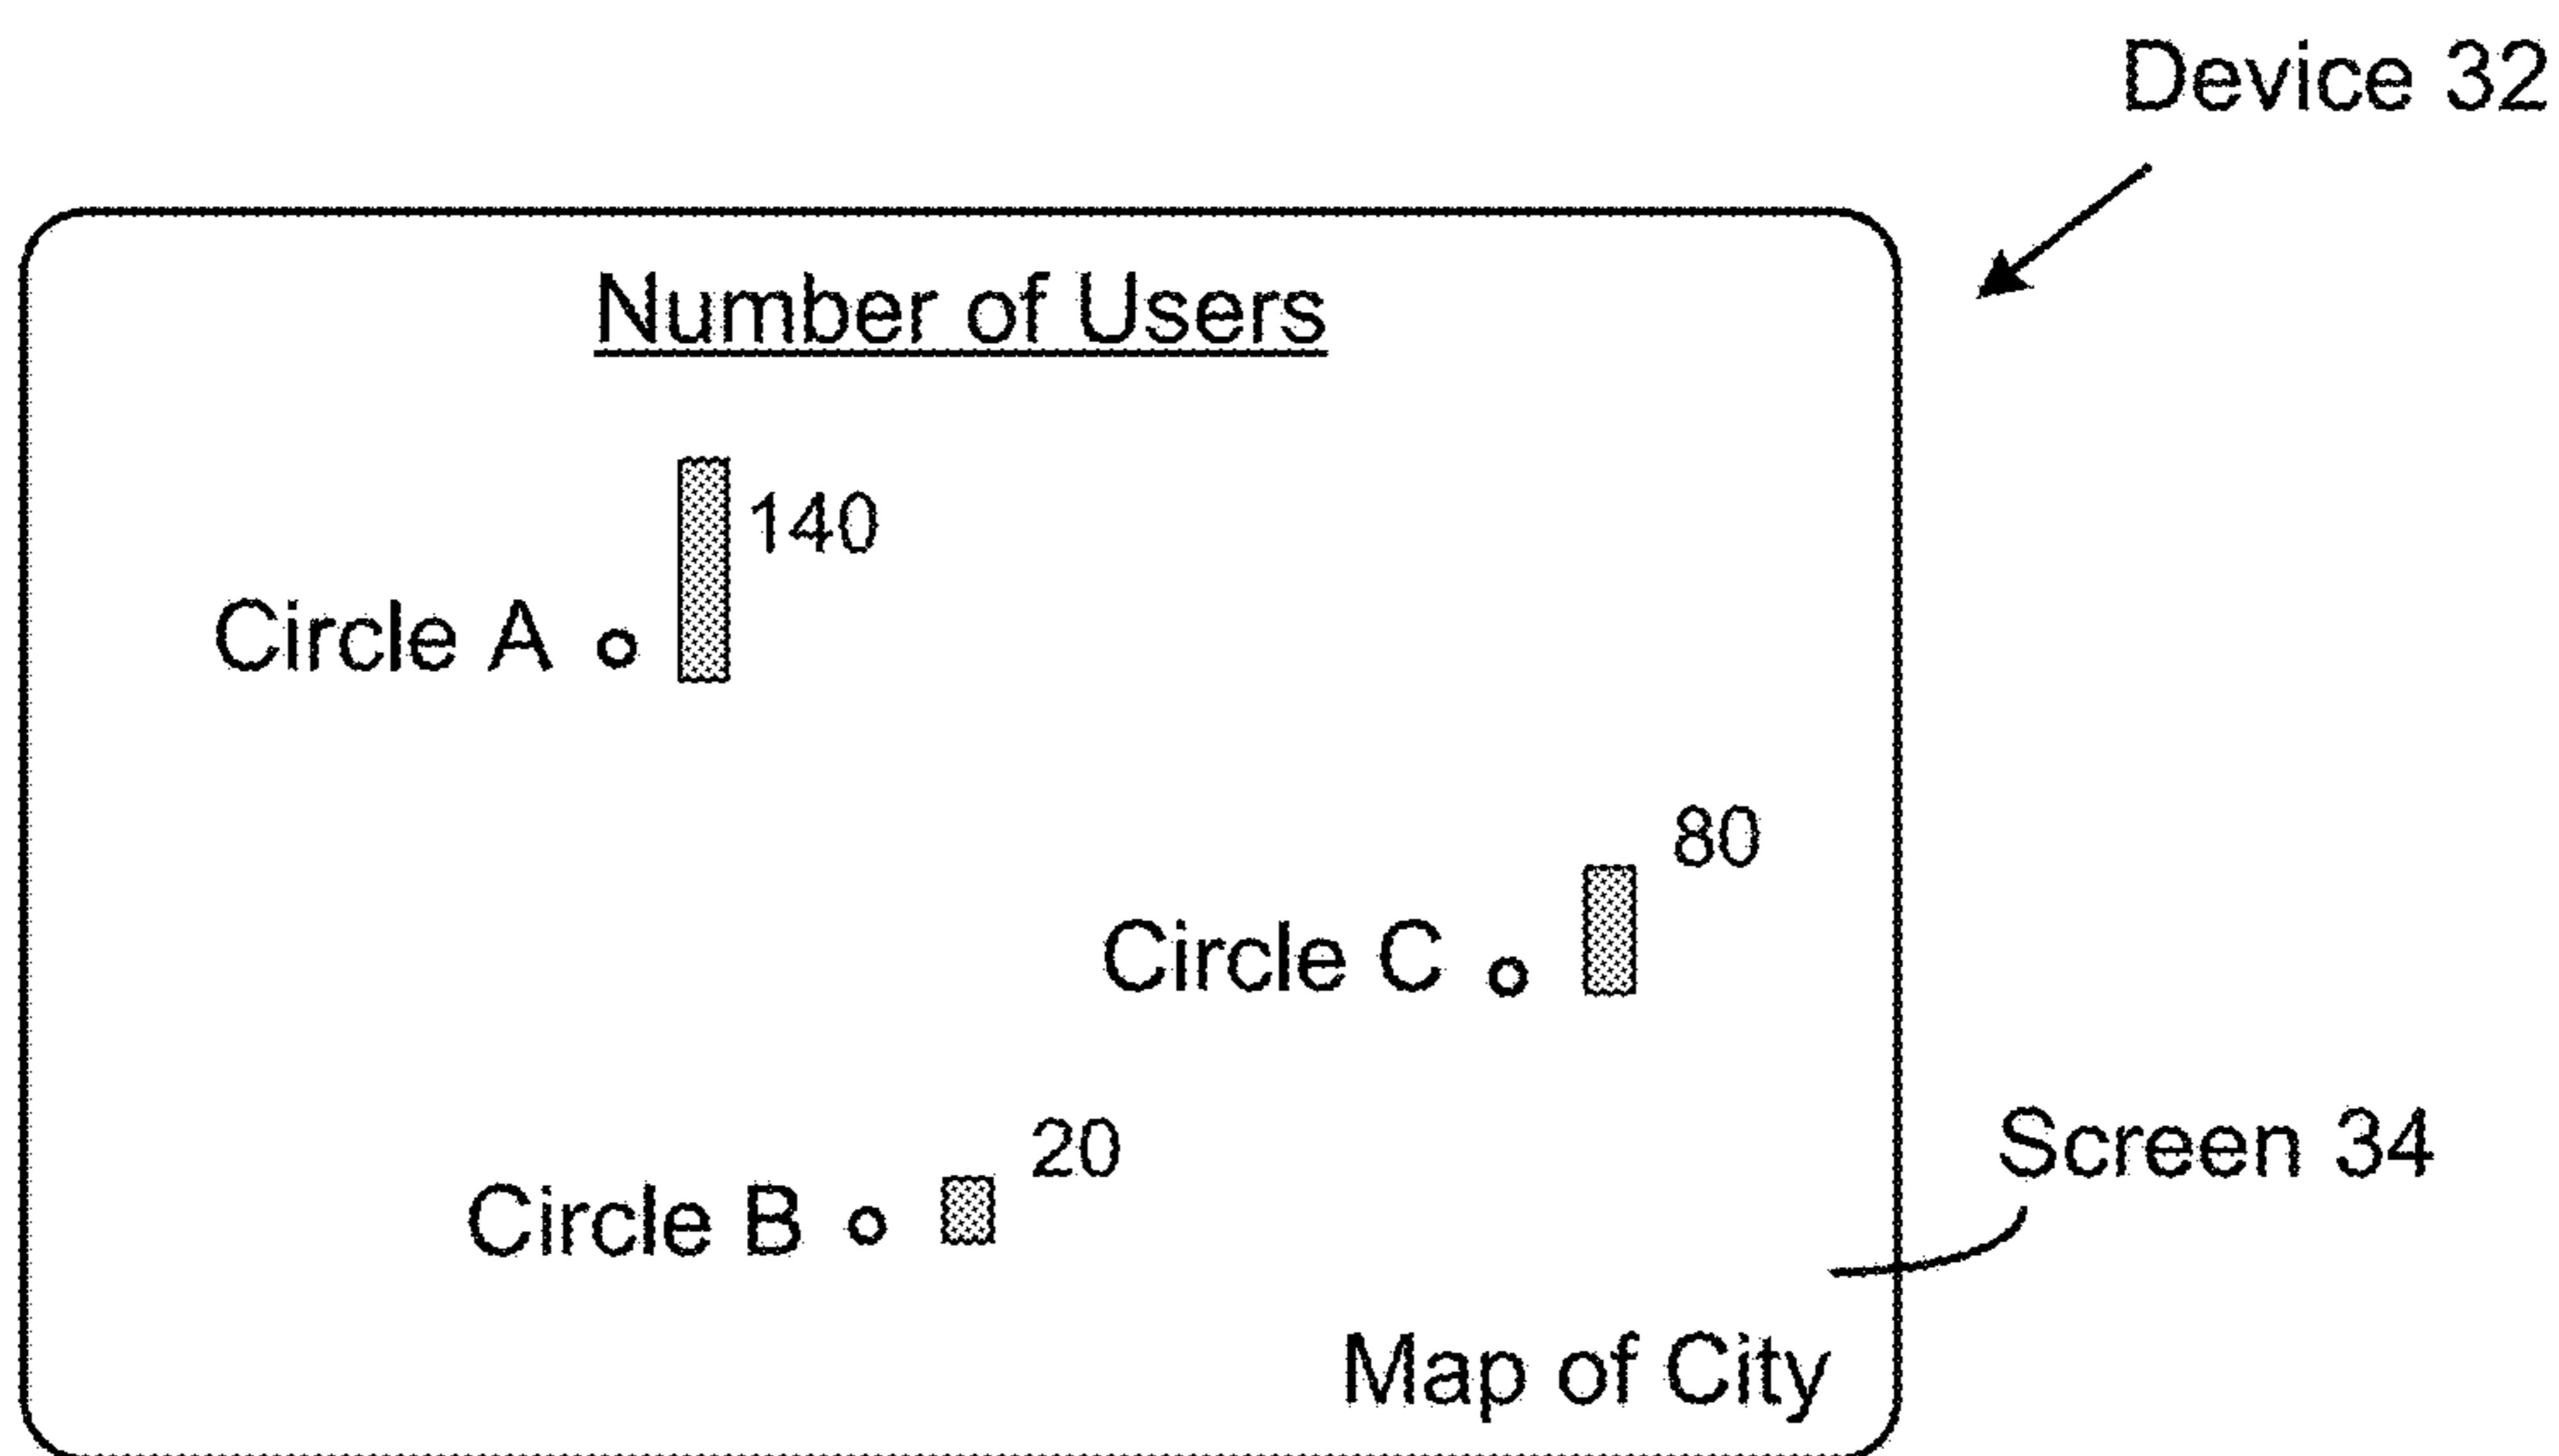 Device 32
Number of Users
140
Circle A
80
Circle C
20
Screen 34
Circle B
Map of City